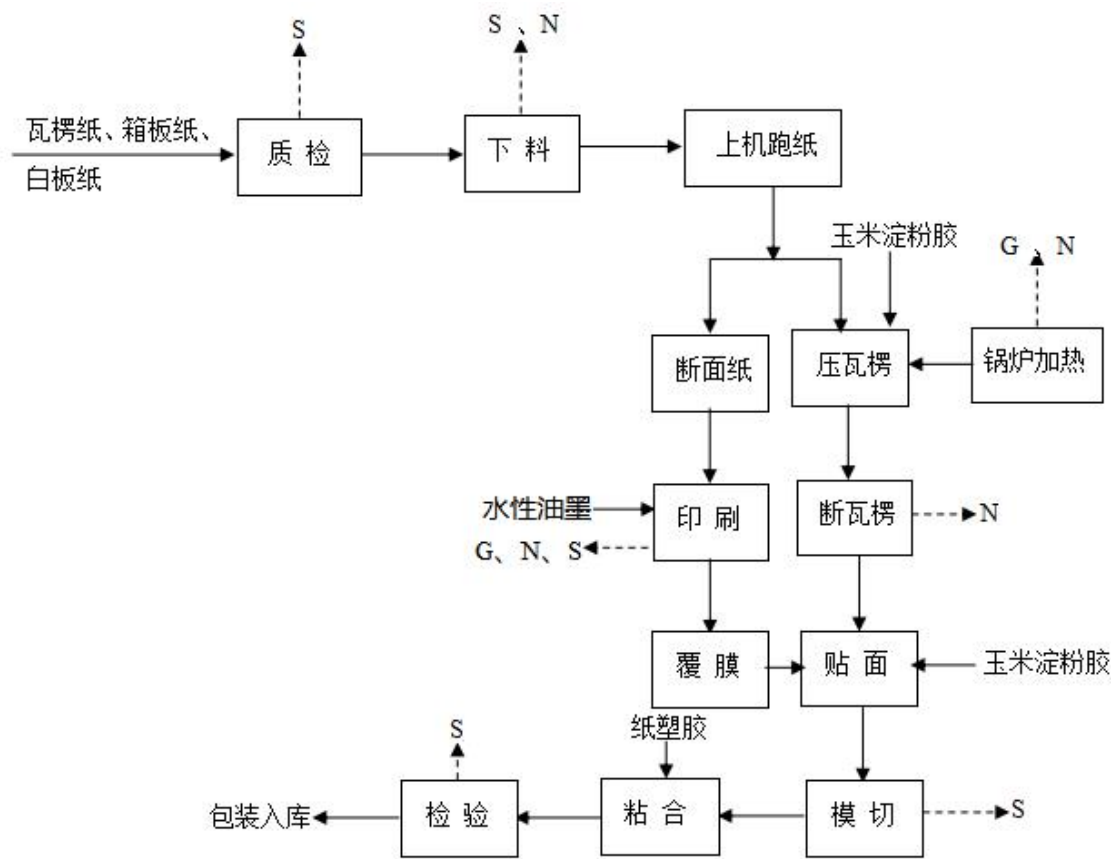 S
S 、N
瓦楞纸、箱板纸、
白板纸
质 检
下 料
上机跑纸
玉米淀粉胶
G 、N
断面纸
压瓦楞
锅炉加热
水性油墨
G、N、S
印 刷
断瓦楞
N
覆 膜
贴 面
玉米淀粉胶
纸塑胶
S
包装入库
检 验
粘 合
模 切
S